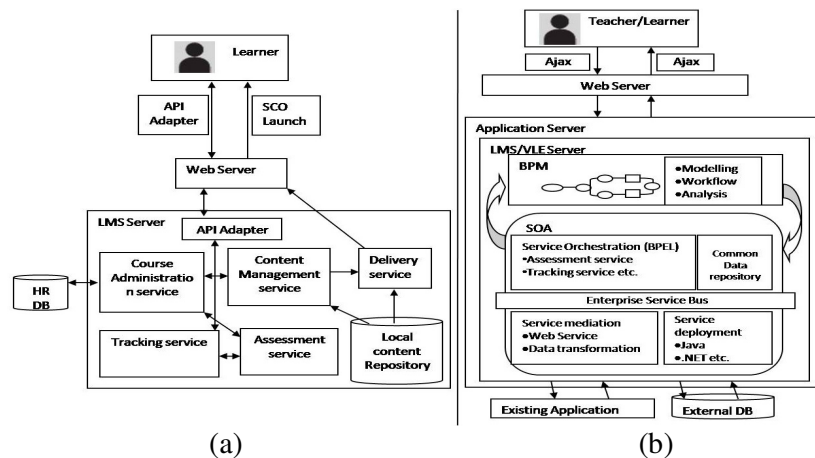 Learner
API
Adapter
SCO
Launch
Web Server
LMS Server
API Adapter
Course
Administratio
n service
Content
Management
service
Delivery
service
HR
DB
Tracking service
Assessment
service
Local
content
Repository
(a)
Teacher/Learner
Ajax
Ajax
Web Server
Application Server
LMS/VLE Server
BPM
●Modelling
●Workflow
●Analysis
SOA
Service Orchestration (BPEL)
•Assessment service
•Tracking service etc.
Common
Data
repository
Enterprise Service Bus
Service mediation
●Web Service
●Data transformation
Service
deployment
●Java
●.NET etc.
Existing Application
External DB
(b)